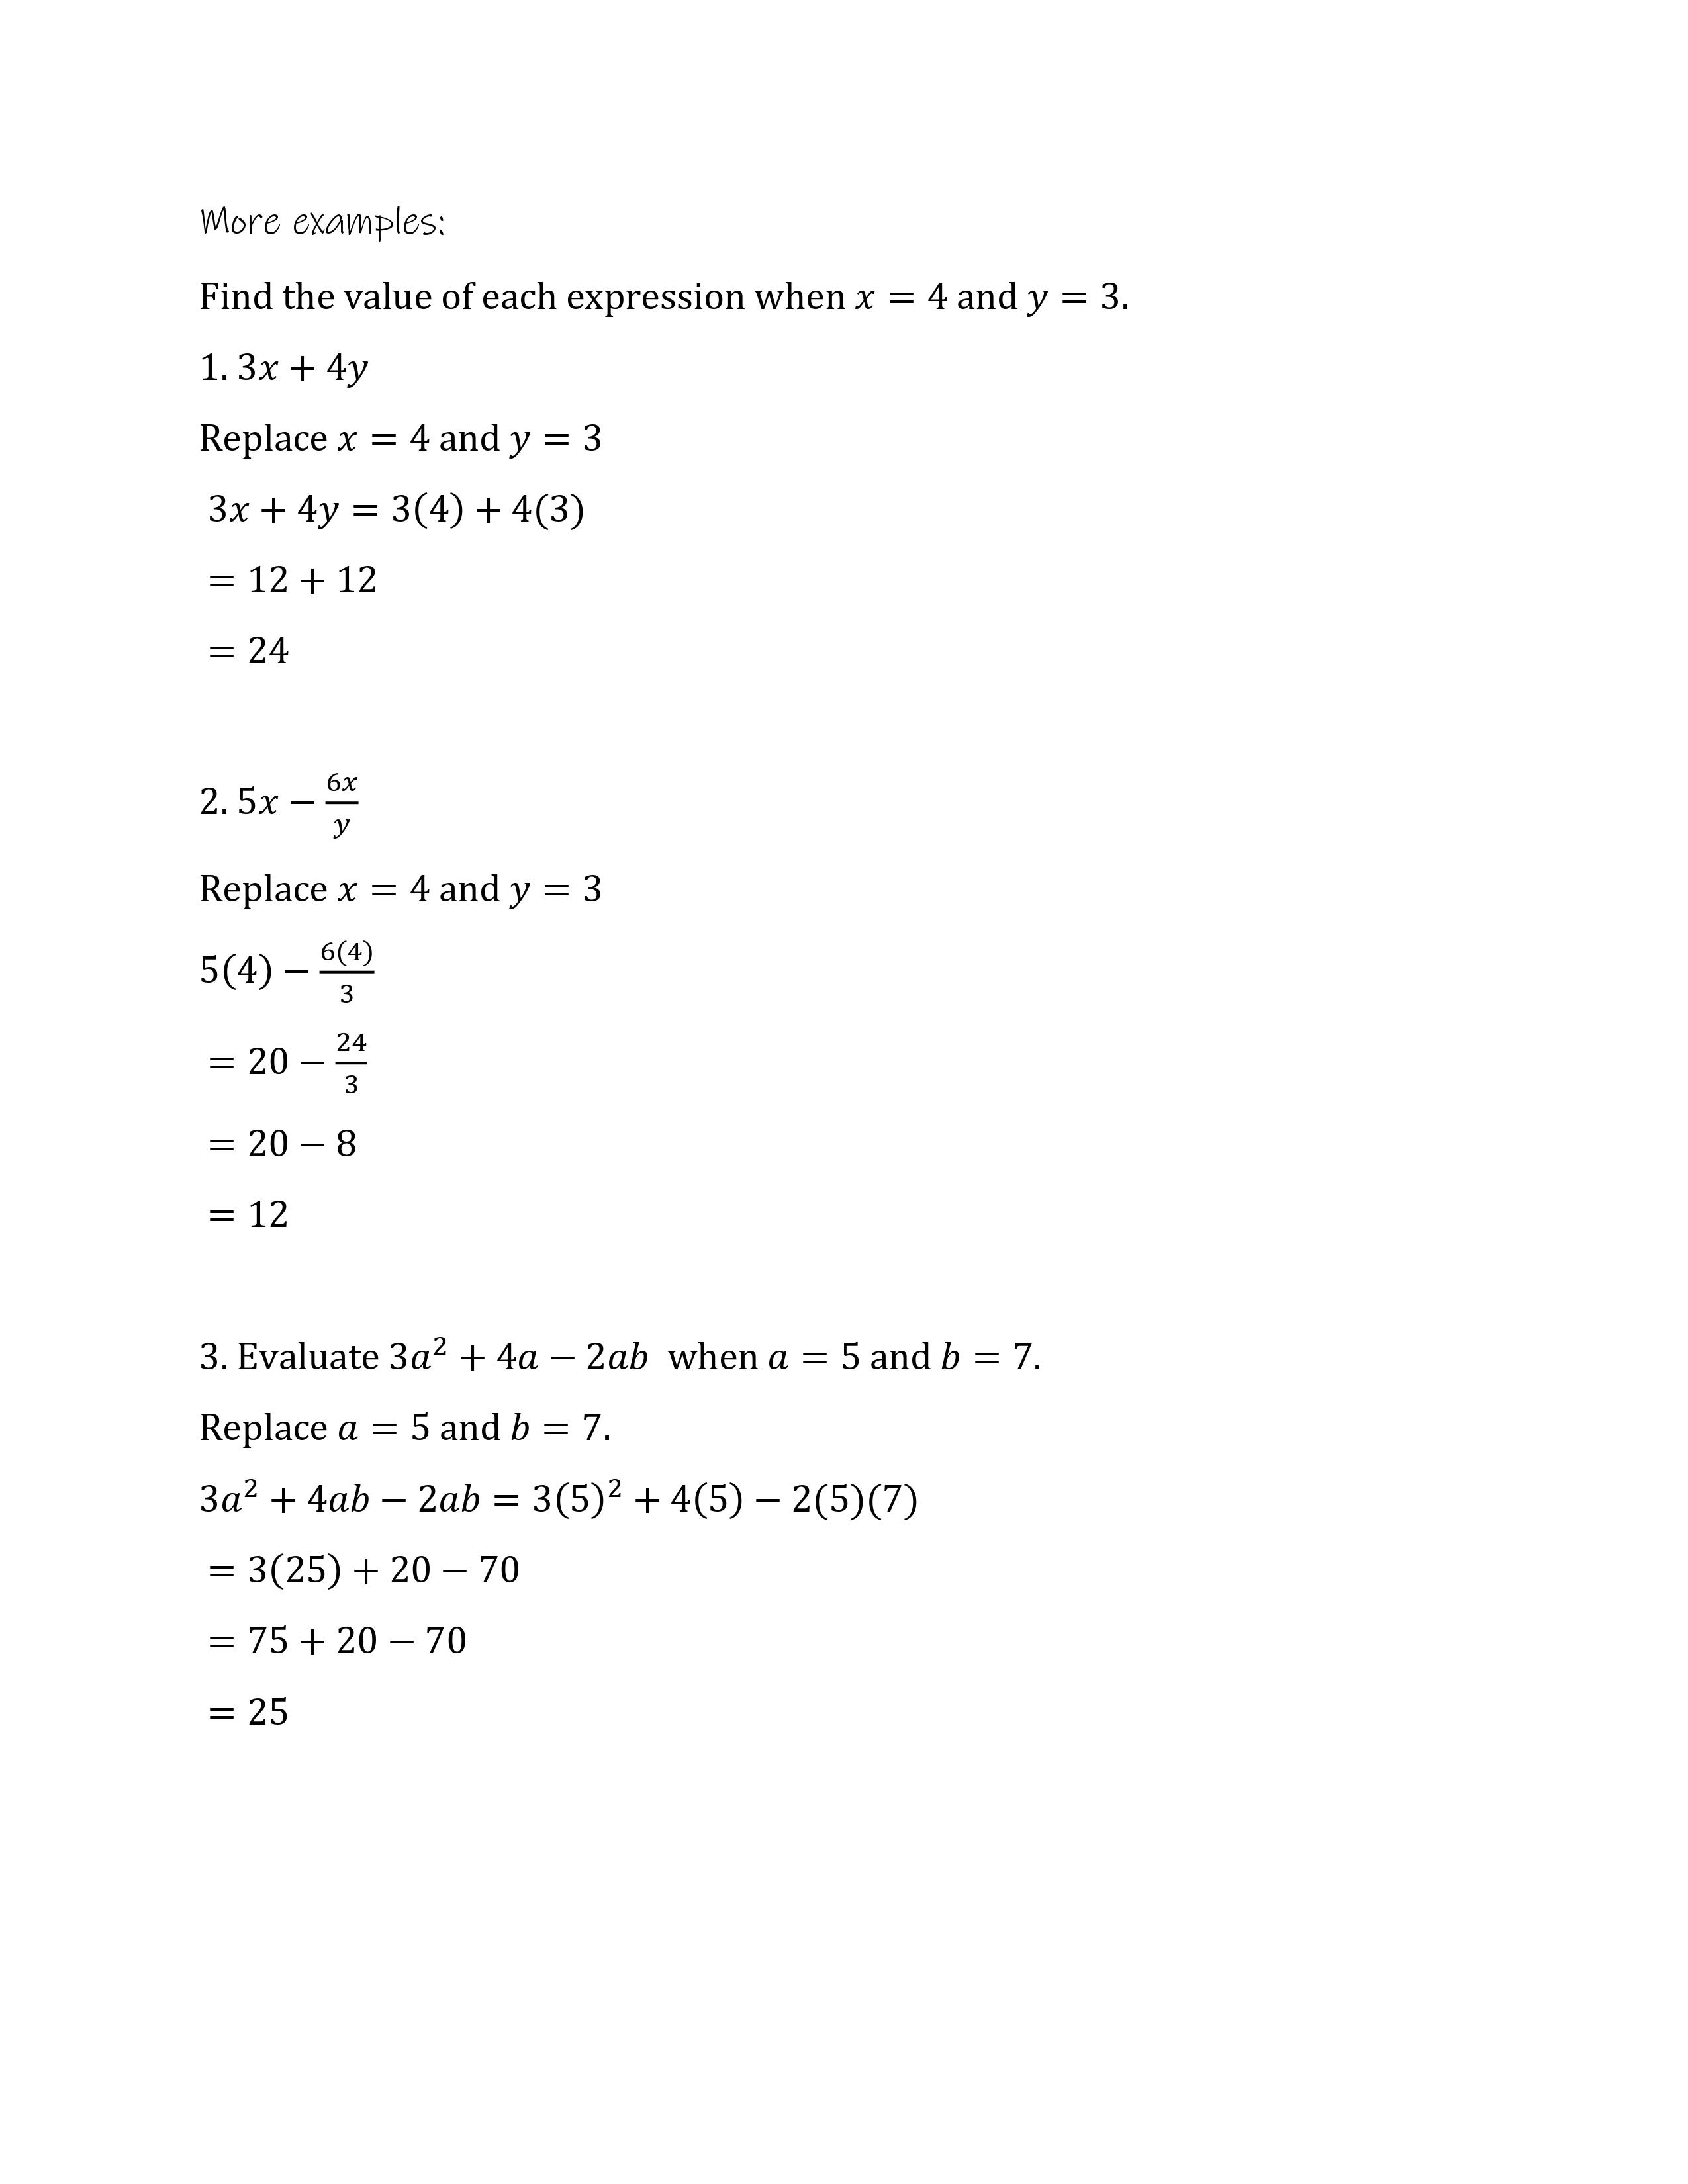 More examples:
Find the value of each expression when x = 4 and y = 3.
1. 3x + 4y
Replace x = 4 and y = 3
3x + 4y = 3(4) + 4(3)
= 12 + 12
= 24
2. 5x − \frac{6x}{y}
Replace x = 4 and y = 3
5(4) − \frac{6(4)}{3}
= 20 − \frac{24}{3}
= 20 − 8
= 12
3. Evaluate 3a² + 4a − 2ab when a = 5 and b = 7.
Replace a = 5 and b = 7.
3a² + 4ab − 2ab = 3(5)² + 4(5) − 2(5)(7)
= 3(25) + 20 − 70
= 75 + 20 − 70
= 25